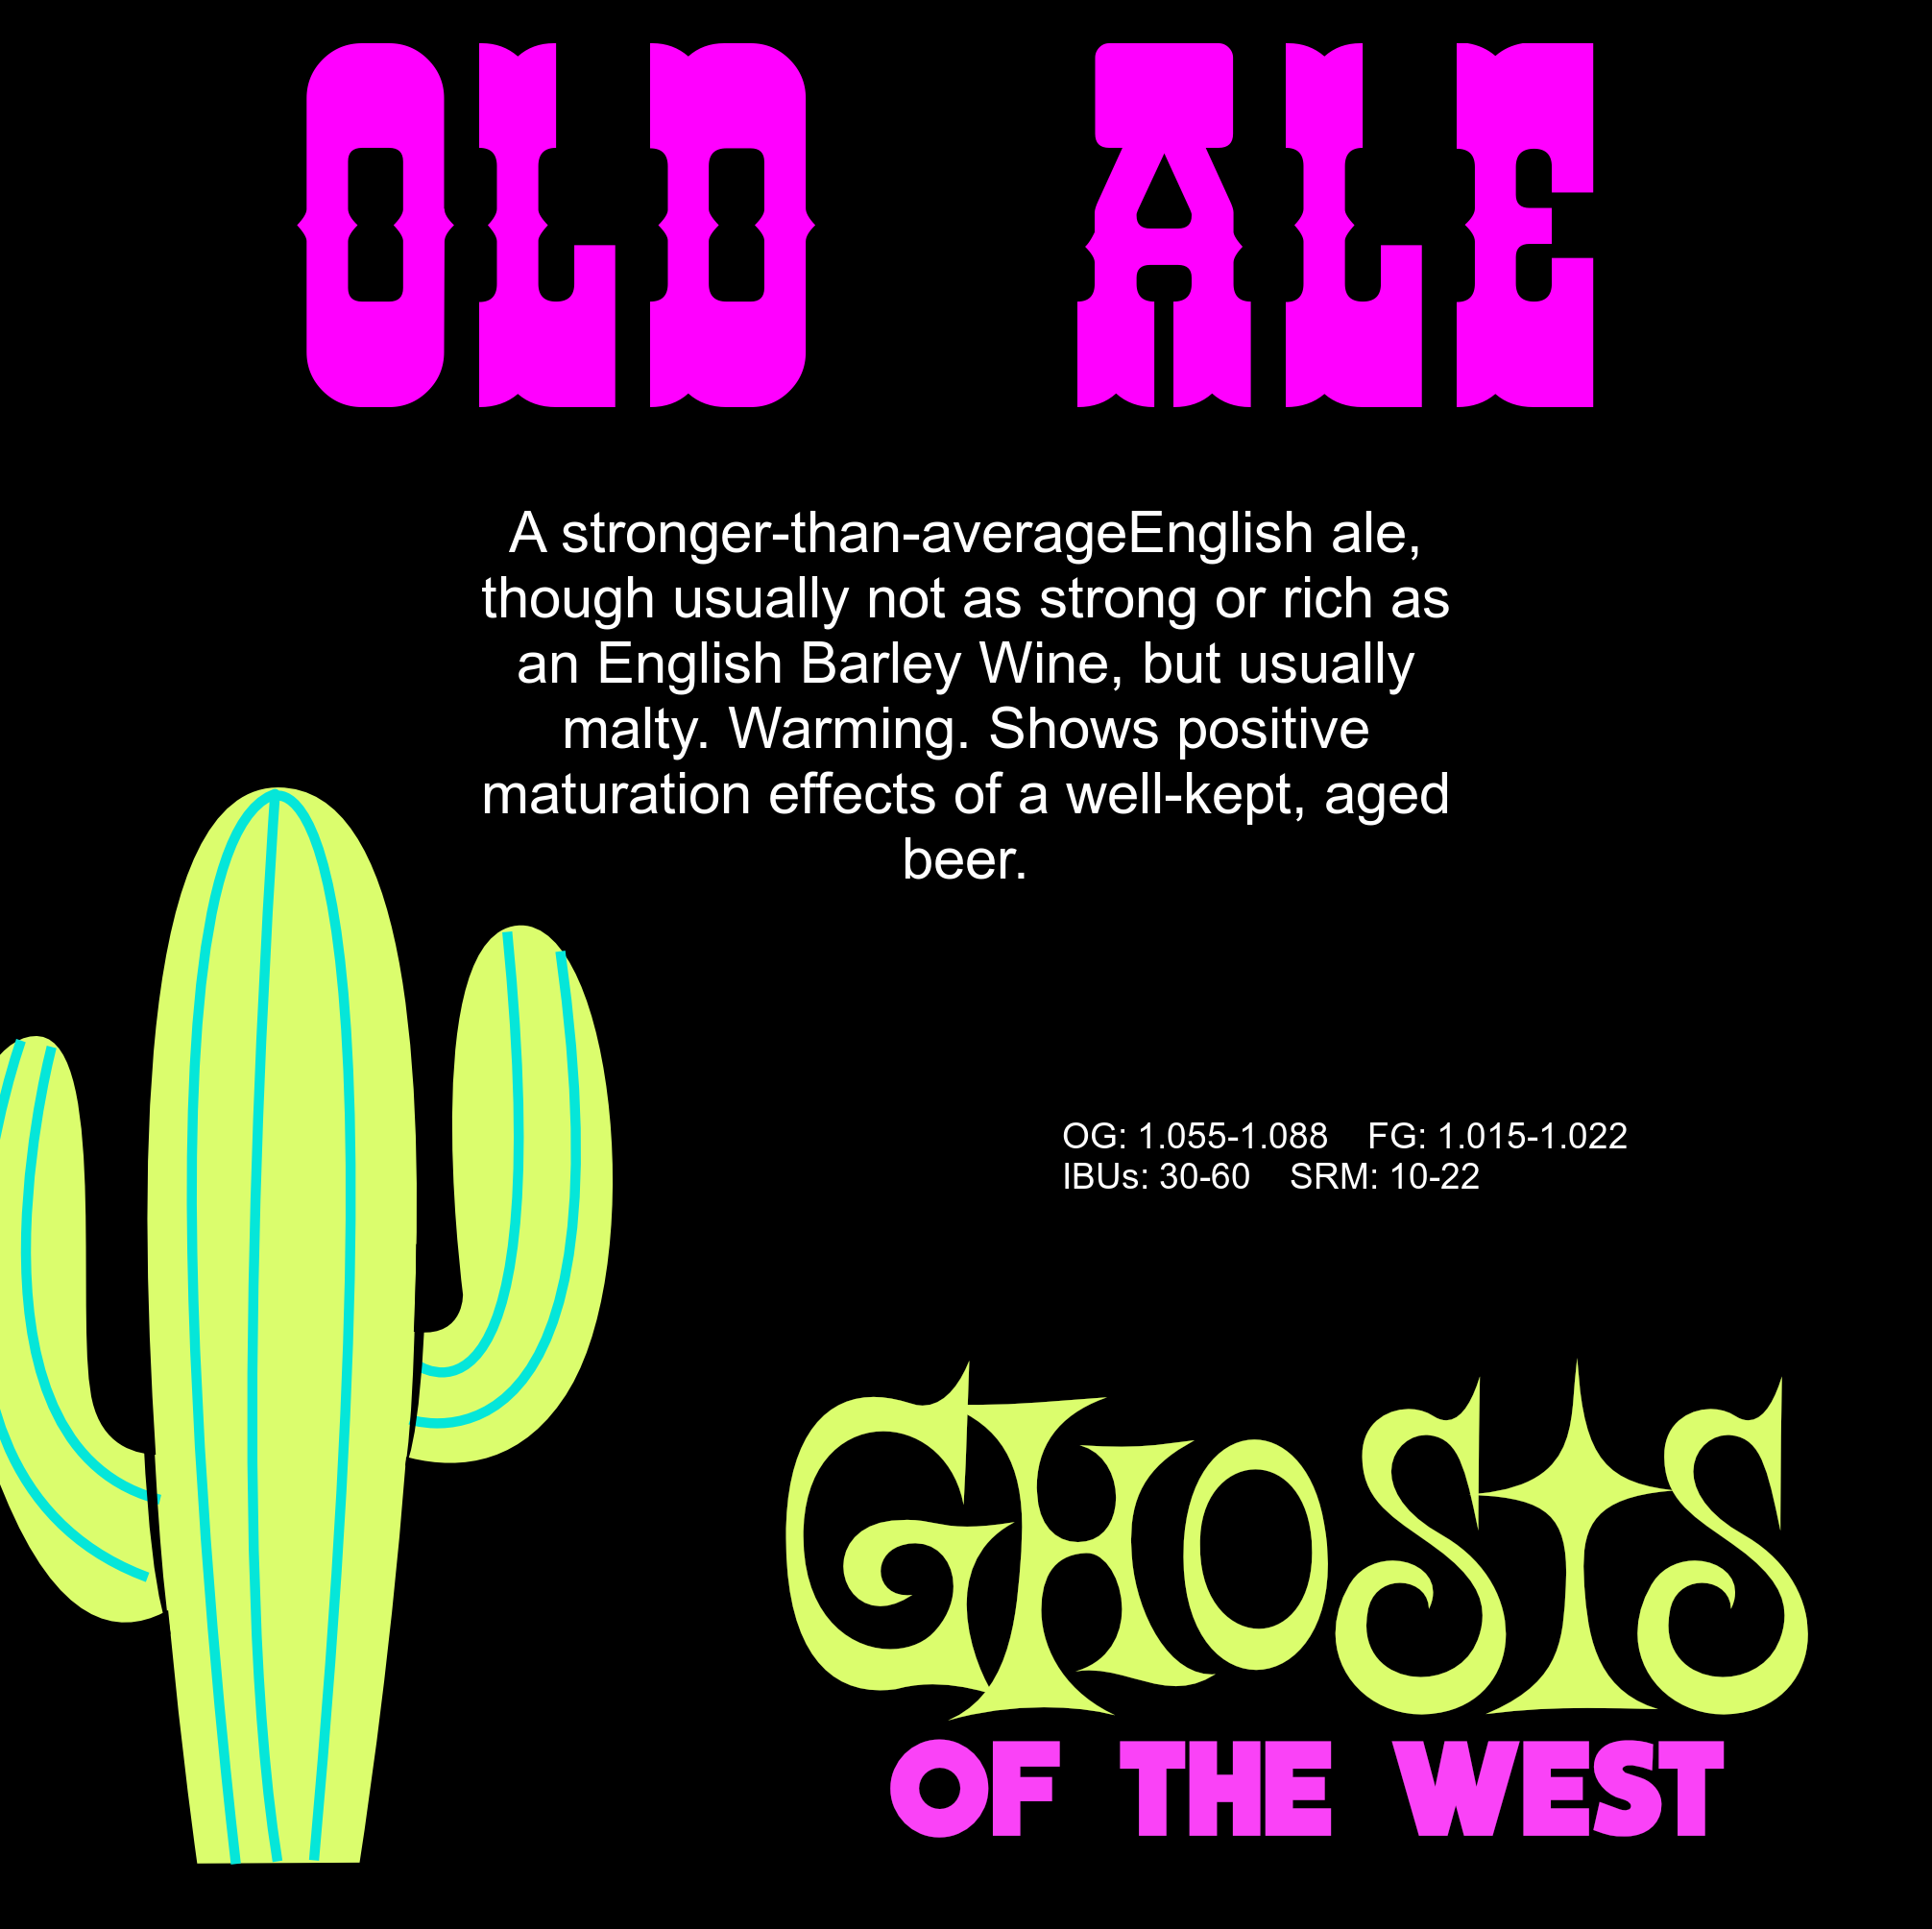 OLD ALE
A stronger-than-averageEnglish ale,
though usually not as strong or rich as
an English Barley Wine, but usually
malty. Warming. Shows positive
maturation effects of a well-kept, aged
beer.
OG: 1.055-1.088 FG: 1.015-1.022
IBUs: 30-60 SRM: 10-22
GHOSTS
OF THE WEST